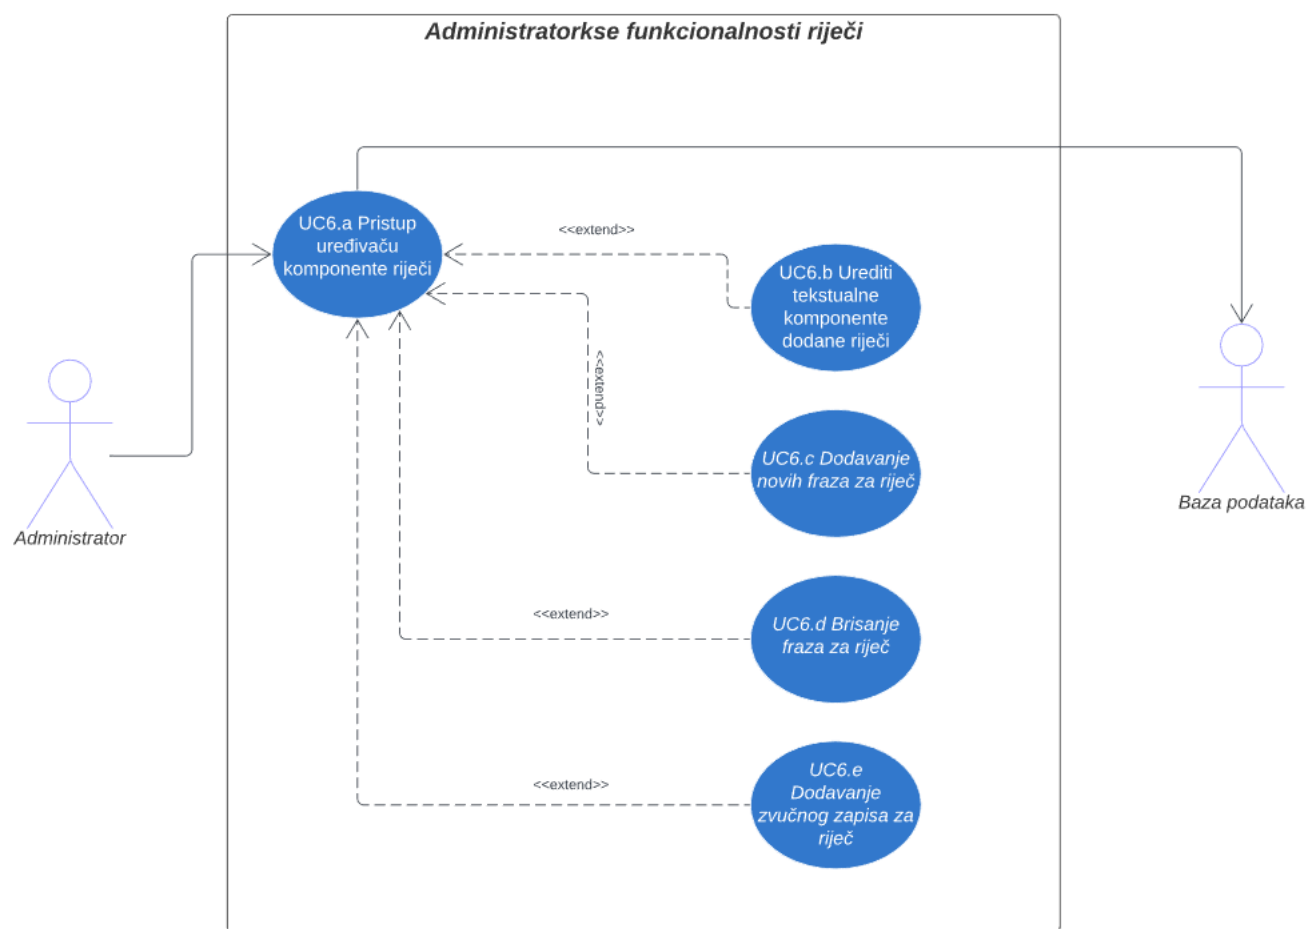 Administratorkse funkcionalnosti riječi
UC6.a Pristup
uređivaču
komponente riječi
<<extend>>
UC6.b Urediti
tekstualne
komponente
dodane riječi
<<extend>>
UC6.c Dodavanje
novih fraza za riječ
Administrator
Baza podataka
<<extend>>
UC6.d Brisanje
fraza za riječ
<<extend>>
UC6.e
Dodavanje
zvučnog zapisa za
riječ